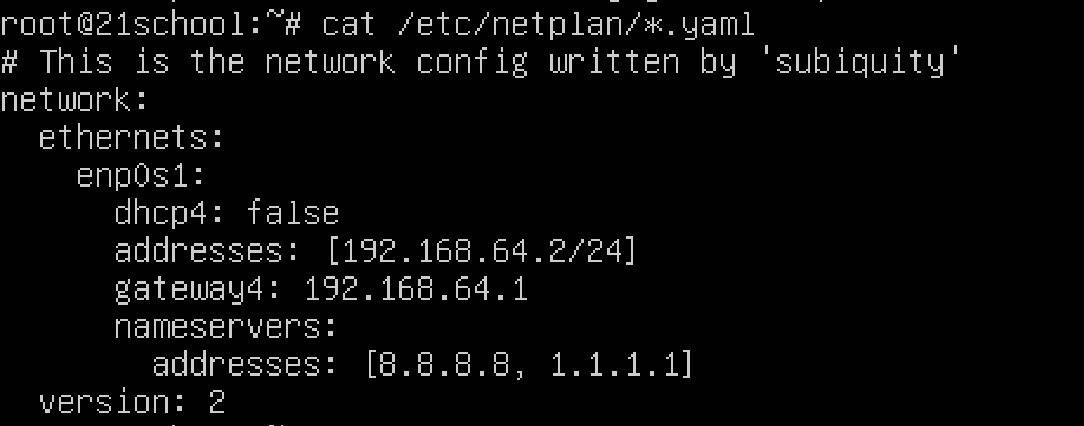 root@21school:~# cat /etc/netplan/*.yaml
# This is the network config written by 'subiquity'
network:
  ethernets:
    enp0s1:
      dhcp4: false
      addresses: [192.168.64.2/24]
      gateway4: 192.168.64.1
      nameservers:
        addresses: [8.8.8.8, 1.1.1.1]
  version: 2